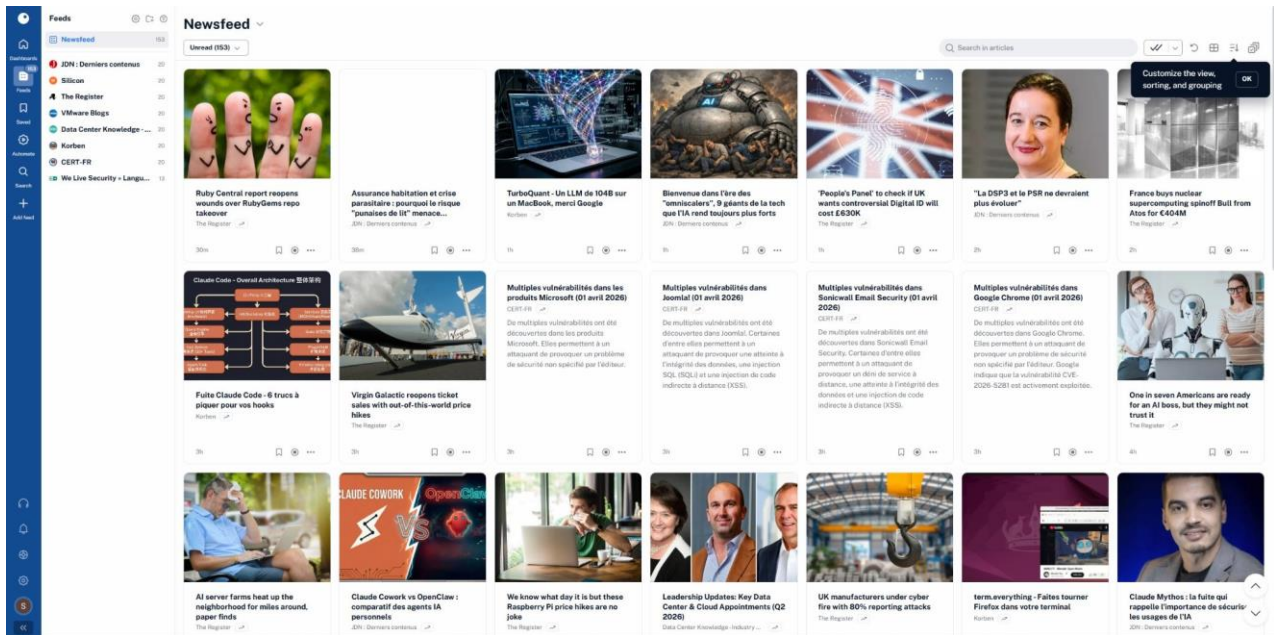 Feeds
Newsfeed 153
JDN : Derniers contenus 20
Silicon 20
The Register 20
VMware Blogs 20
Data Center Knowledge - ... 20
Korben 20
CERT-FR 20
We Live Security » Langu... 13
Dashboards
153
Feeds
Saved
Automate
Search
Add feed
S
Newsfeed
Unread (153)
Search in articles
Customize the view,
sorting, and grouping
OK
AI
Ruby Central report reopens
wounds over RubyGems repo
takeover
The Register
30m
Assurance habitation et crise
parasitaire : pourquoi le risque
"punaises de lit" menace...
JDN : Derniers contenus
30m
TurboQuant - Un LLM de 104B sur
un MacBook, merci Google
Korben
1h
Bienvenue dans l'ère des
"omniscalers", 9 géants de la tech
que l'IA rend toujours plus forts
JDN : Derniers contenus
1h
'People's Panel' to check if UK
wants controversial Digital ID will
cost £630K
The Register
1h
"La DSP3 et le PSR ne devraient
plus évoluer"
JDN : Derniers contenus
2h
France buys nuclear
supercomputing spinoff Bull from
Atos for €404M
The Register
2h
Claude Code - Overall Architecture 整体架构
Fuite Claude Code - 6 trucs à
piquer pour vos hooks
Korben
3h
Virgin Galactic reopens ticket
sales with out-of-this-world price
hikes
The Register
3h
Multiples vulnérabilités dans les
produits Microsoft (01 avril 2026)
CERT-FR
De multiples vulnérabilités ont été
découvertes dans les produits
Microsoft. Elles permettent à un
attaquant de provoquer un problème
de sécurité non spécifié par l'éditeur.
3h
Multiples vulnérabilités dans
Joomla! (01 avril 2026)
CERT-FR
De multiples vulnérabilités ont été
découvertes dans Joomla!. Certaines
d'entre elles permettent à un
attaquant de provoquer une atteinte à
l'intégrité des données, une injection
SQL (SQLi) et une injection de code
indirecte à distance (XSS).
3h
Multiples vulnérabilités dans
Sonicwall Email Security (01 avril
2026)
CERT-FR
De multiples vulnérabilités ont été
découvertes dans Sonicwall Email
Security. Certaines d'entre elles
permettent à un attaquant de
provoquer un déni de service à
distance, une atteinte à l'intégrité des
données et une injection de code
indirecte à distance (XSS).
3h
Multiples vulnérabilités dans
Google Chrome (01 avril 2026)
CERT-FR
De multiples vulnérabilités ont été
découvertes dans Google Chrome.
Elles permettent à un attaquant de
provoquer un problème de sécurité
non spécifié par l'éditeur. Google
indique que la vulnérabilité CVE-
2026-5281 est activement exploitée.
3h
One in seven Americans are ready
for an AI boss, but they might not
trust it
The Register
4h
CLAUDE COWORK
VS
OpenClaw
AI server farms heat up the
neighborhood for miles around,
paper finds
The Register
Claude Cowork vs OpenClaw :
comparatif des agents IA
personnels
JDN : Derniers contenus
We know what day it is but these
Raspberry Pi price hikes are no
joke
The Register
Leadership Updates: Key Data
Center & Cloud Appointments (Q2
2026)
Data Center Knowledge - Industry ...
UK manufacturers under cyber
fire with 80% reporting attacks
The Register
term.everything - Faites tourner
Firefox dans votre terminal
Korben
Claude Mythos : la fuite qui
rappelle l'importance de sécuris
les usages de l'IA
JDN : Derniers contenus